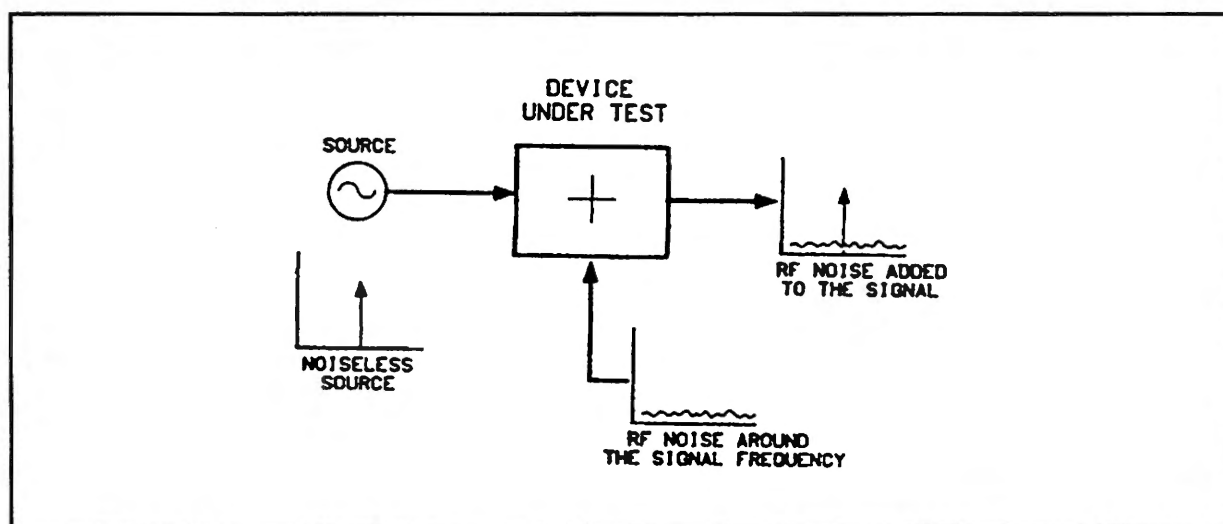 DEVICE
UNDER TEST
SOURCE
NOISELESS
SOURCE
RF NOISE ADDED
TO THE SIGNAL
RF NOISE AROUND
THE SIGNAL FREQUENCY